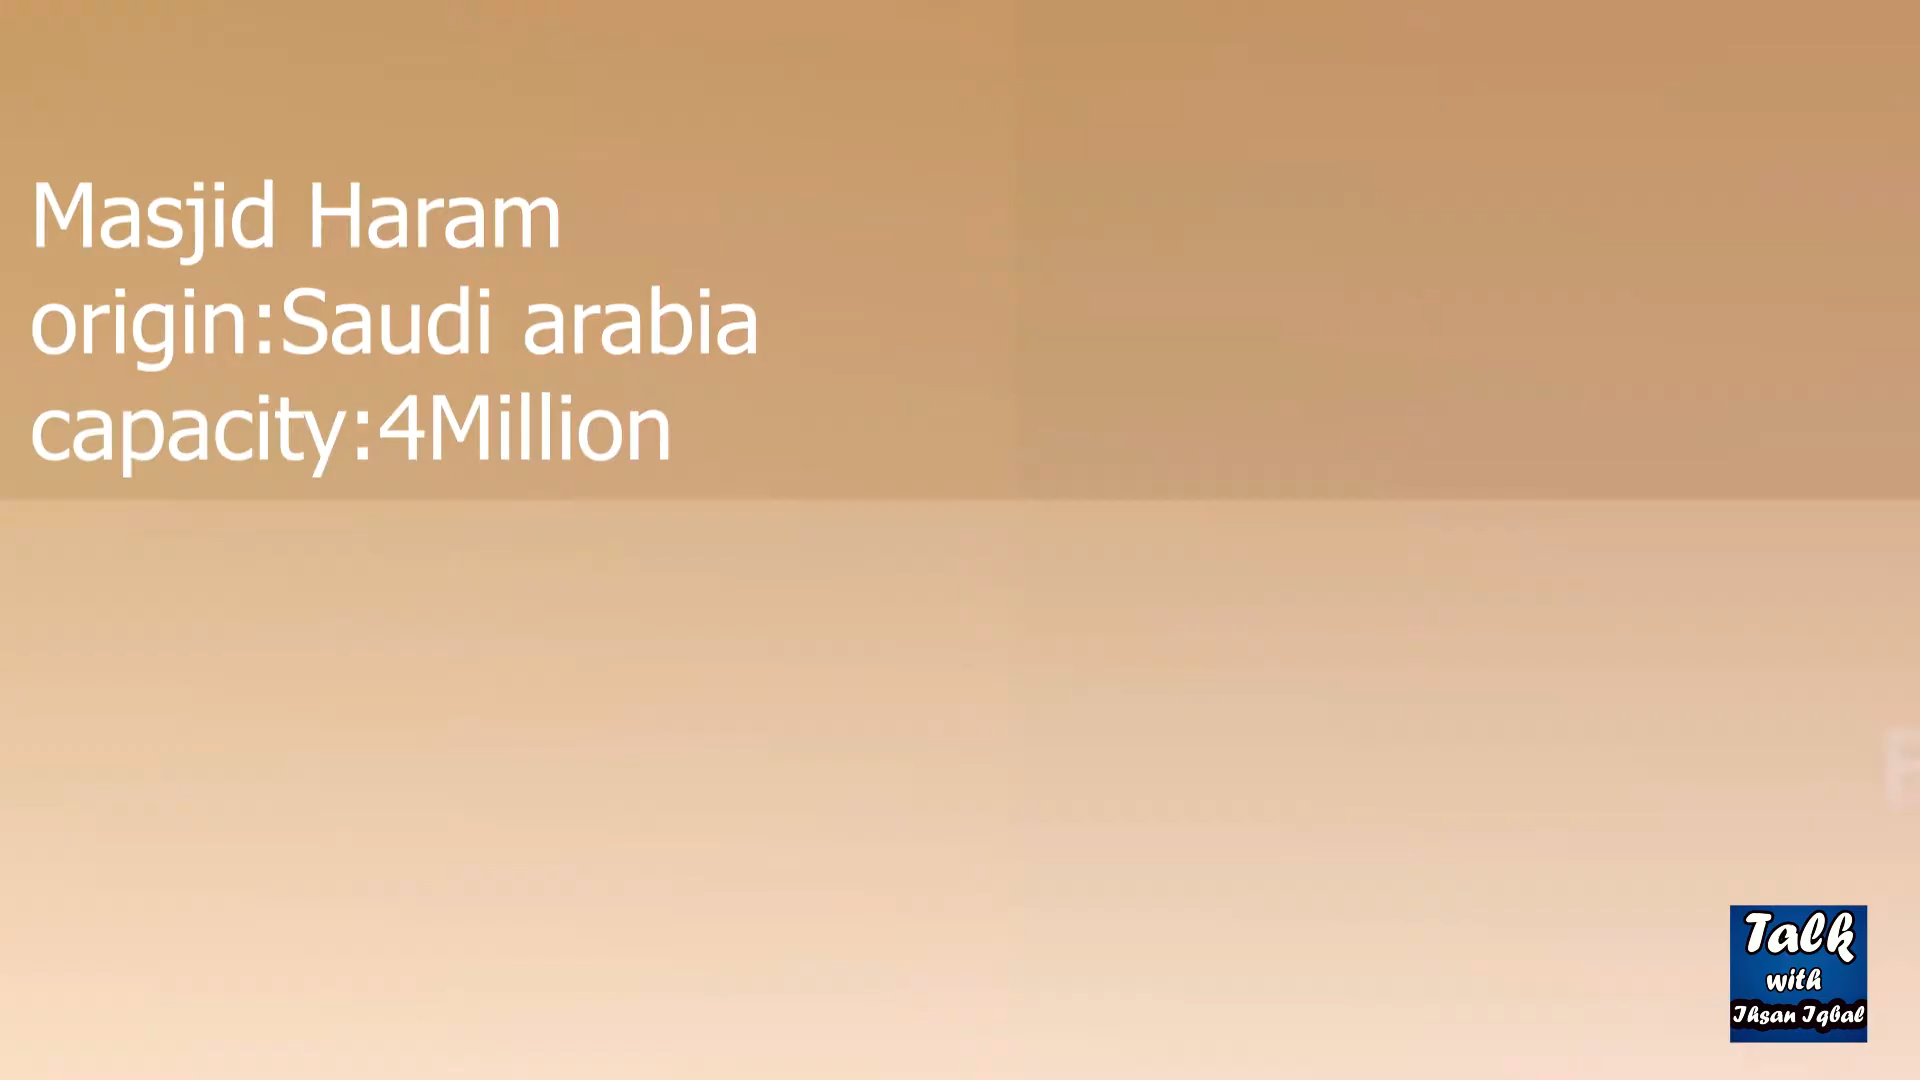 Masjid Haram
origin:Saudi arabia
capacity:4Million
Talk
with
Ihsan Iqbal